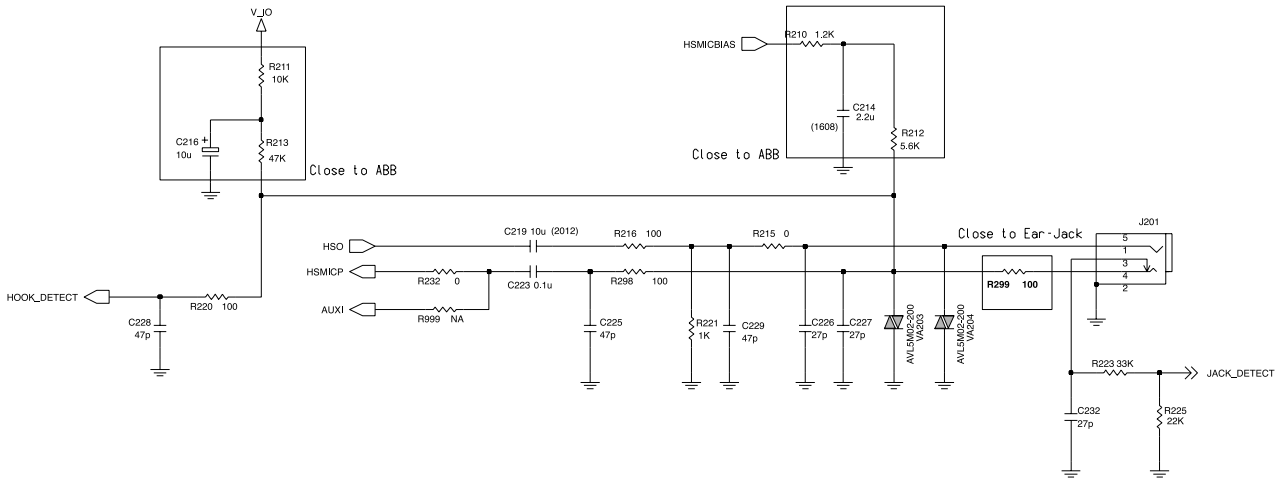 V_IO
R211
10K
C216 +
10u
R213
47K
Close to ABB
HSMICBIAS
R210 1.2K
C214
2.2u
(1608)
R212
5.6K
Close to ABB
HSO
C219 10u (2012)
R216 100
R215 0
Close to Ear-Jack
J201
5
1
3
4
2
HSMICP
R232 0
C223 0.1u
R298 100
R299 100
AUXI
R999 NA
HOOK_DETECT
R220 100
C228
47p
C225
47p
R221
1K
C229
47p
C226
27p
C227
27p
AVL5M02-200
VA203
AVL5M02-200
VA204
R223 33K
JACK_DETECT
C232
27p
R225
22K